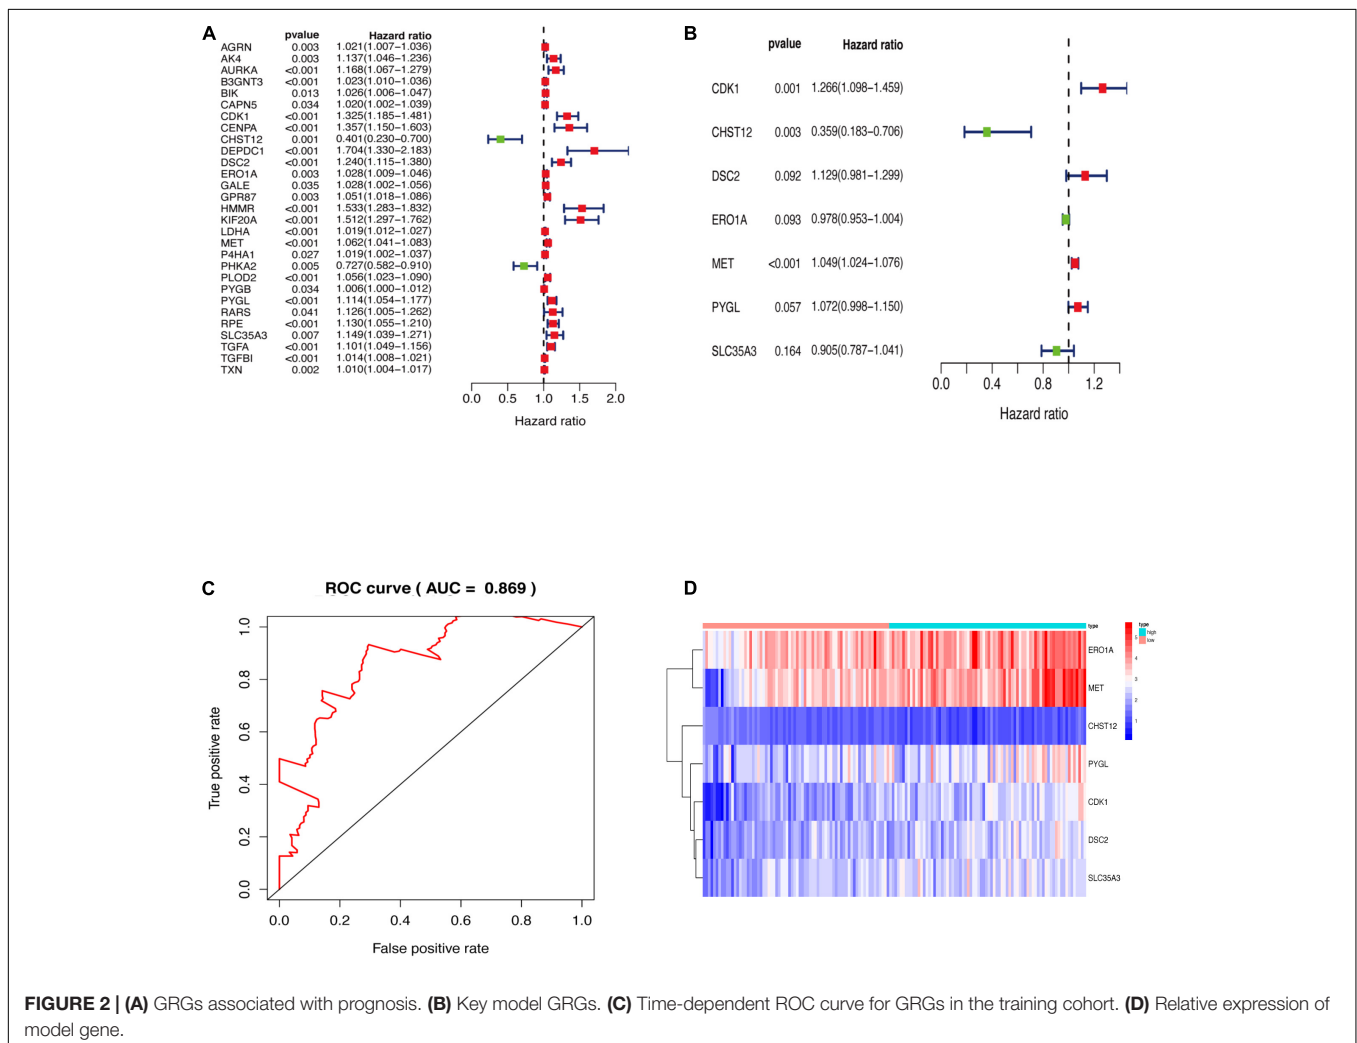 A
pvalue Hazard ratio
AGRN 0.003 1.021(1.007−1.036)
AK4 0.003 1.137(1.046−1.236)
AURKA <0.001 1.168(1.067−1.279)
B3GNT3 <0.001 1.023(1.010−1.036)
BIK 0.013 1.026(1.006−1.047)
CAPN5 0.034 1.020(1.002−1.039)
CDK1 <0.001 1.325(1.185−1.481)
CENPA <0.001 1.357(1.150−1.603)
CHST12 0.001 0.401(0.230−0.700)
DEPDC1 <0.001 1.704(1.330−2.183)
DSC2 <0.001 1.240(1.115−1.380)
ERO1A 0.003 1.028(1.009−1.046)
GALE 0.035 1.028(1.002−1.056)
GPR87 0.003 1.051(1.018−1.086)
HMMR <0.001 1.533(1.283−1.832)
KIF20A <0.001 1.512(1.297−1.762)
LDHA <0.001 1.019(1.012−1.027)
MET <0.001 1.062(1.041−1.083)
P4HA1 0.027 1.019(1.002−1.037)
PHKA2 0.005 0.727(0.582−0.910)
PLOD2 <0.001 1.056(1.023−1.090)
PYGB 0.034 1.006(1.000−1.012)
PYGL <0.001 1.114(1.054−1.177)
RARS 0.041 1.126(1.005−1.262)
RPE <0.001 1.130(1.055−1.210)
SLC35A3 0.007 1.149(1.039−1.271)
TGFA <0.001 1.101(1.049−1.156)
TGFBI <0.001 1.014(1.008−1.021)
TXN 0.002 1.010(1.004−1.017)
0.0 0.5 1.0 1.5 2.0
Hazard ratio
B
pvalue Hazard ratio
CDK1 0.001 1.266(1.098−1.459)
CHST12 0.003 0.359(0.183−0.706)
DSC2 0.092 1.129(0.981−1.299)
ERO1A 0.093 0.978(0.953−1.004)
MET <0.001 1.049(1.024−1.076)
PYGL 0.057 1.072(0.998−1.150)
SLC35A3 0.164 0.905(0.787−1.041)
0.0 0.4 0.8 1.2
Hazard ratio
C
ROC curve ( AUC = 0.869 )
1.0
0.8
0.6
0.4
0.2
0.0
True positive rate
0.0 0.2 0.4 0.6 0.8 1.0
False positive rate
D
type
ERO1A
MET
CHST12
PYGL
CDK1
DSC2
SLC35A3
5
4
3
2
1
type
high
low
FIGURE 2 | (A) GRGs associated with prognosis. (B) Key model GRGs. (C) Time-dependent ROC curve for GRGs in the training cohort. (D) Relative expression of
model gene.